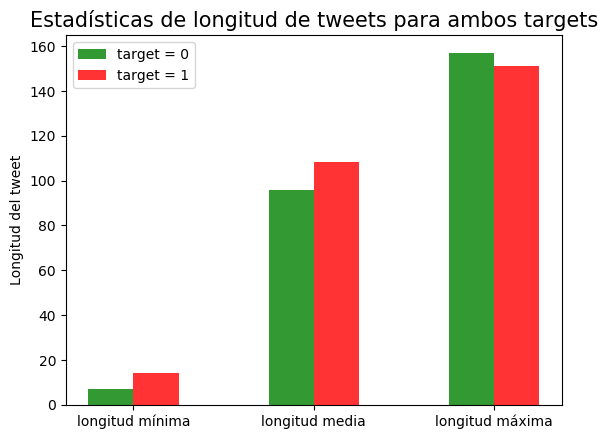 Estadísticas de longitud de tweets para ambos targets
target = 0
target = 1
Longitud del tweet
160
140
120
100
80
60
40
20
0
longitud mínima
longitud media
longitud máxima